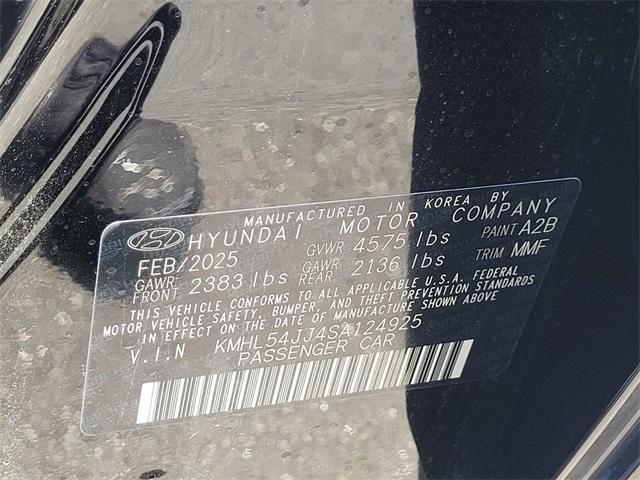 MANUFACTURED IN KOREA BY
HYUNDAI MOTOR COMPANY
FEB/2025 GVWR 4575 lbs PAINT A2B
GAWR FRONT 2383 lbs GAWR REAR 2136 lbs TRIM MMF
THIS VEHICLE CONFORMS TO ALL APPLICABLE U.S.A. FEDERAL
MOTOR VEHICLE SAFETY, BUMPER, AND THEFT PREVENTION STANDARDS
IN EFFECT ON THE DATE OF MANUFACTURE SHOWN ABOVE
V.I.N KMHL54JJ4SA124925
PASSENGER CAR